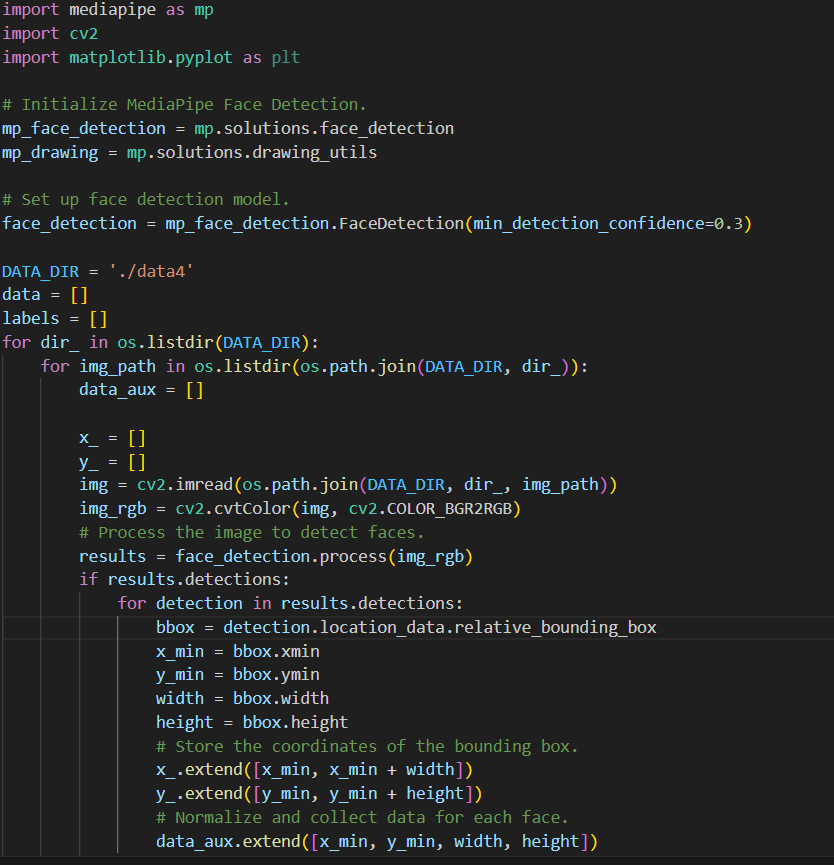 import mediapipe as mp
import cv2
import matplotlib.pyplot as plt
# Initialize MediaPipe Face Detection.
mp_face_detection = mp.solutions.face_detection
mp_drawing = mp.solutions.drawing_utils
# Set up face detection model.
face_detection = mp_face_detection.FaceDetection(min_detection_confidence=0.3)
DATA_DIR = './data4'
data = []
labels = []
for dir_ in os.listdir(DATA_DIR):
    for img_path in os.listdir(os.path.join(DATA_DIR, dir_)):
        data_aux = []
        x_ = []
        y_ = []
        img = cv2.imread(os.path.join(DATA_DIR, dir_, img_path))
        img_rgb = cv2.cvtColor(img, cv2.COLOR_BGR2RGB)
        # Process the image to detect faces.
        results = face_detection.process(img_rgb)
        if results.detections:
            for detection in results.detections:
                bbox = detection.location_data.relative_bounding_box
                x_min = bbox.xmin
                y_min = bbox.ymin
                width = bbox.width
                height = bbox.height
                # Store the coordinates of the bounding box.
                x_.extend([x_min, x_min + width])
                y_.extend([y_min, y_min + height])
                # Normalize and collect data for each face.
                data_aux.extend([x_min, y_min, width, height])